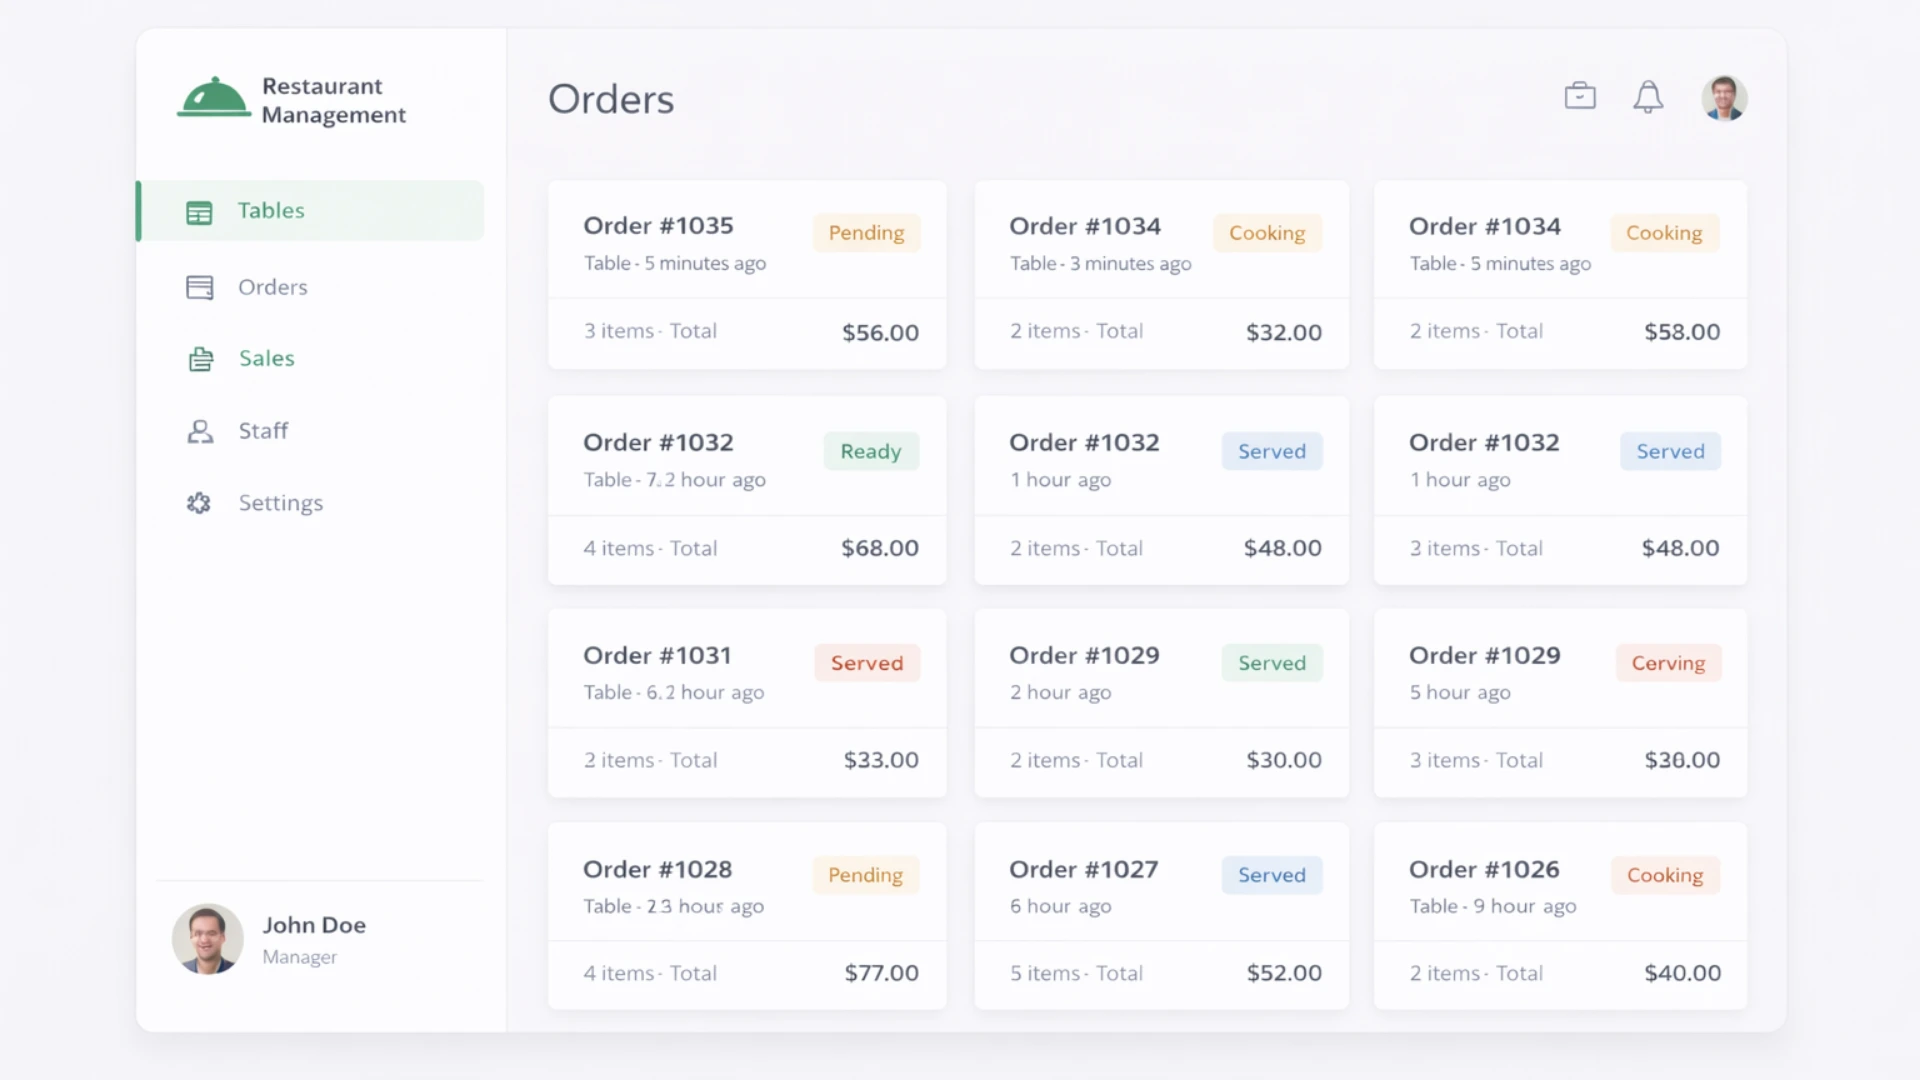 Restaurant
Management
Tables
Orders
Sales
Staff
Settings
John Doe
Manager
Orders
Order #1035
Pending
Table - 5 minutes ago
3 items · Total
$56.00
Order #1034
Cooking
Table - 3 minutes ago
2 items · Total
$32.00
Order #1034
Cooking
Table - 5 minutes ago
2 items · Total
$58.00
Order #1032
Ready
Table - 7.2 hour ago
4 items · Total
$68.00
Order #1032
Served
1 hour ago
2 items · Total
$48.00
Order #1032
Served
1 hour ago
3 items · Total
$48.00
Order #1031
Served
Table - 6.2 hour ago
2 items · Total
$33.00
Order #1029
Served
2 hour ago
2 items · Total
$30.00
Order #1029
Cerving
5 hour ago
3 items · Total
Order #1028
Pending
Table - 23 hour ago
4 items · Total
$77.00
Order #1027
Served
6 hour ago
5 items · Total
$52.00
Order #1026
Cooking
Table - 9 hour ago
2 items · Total
$40.00